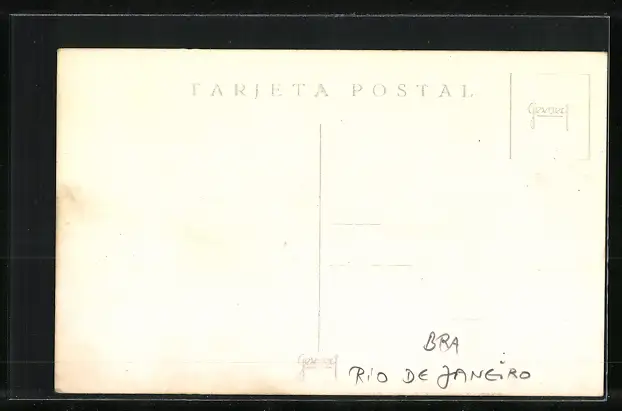 TARJETA POSTAL
BRA
RIO DE JANEIRO